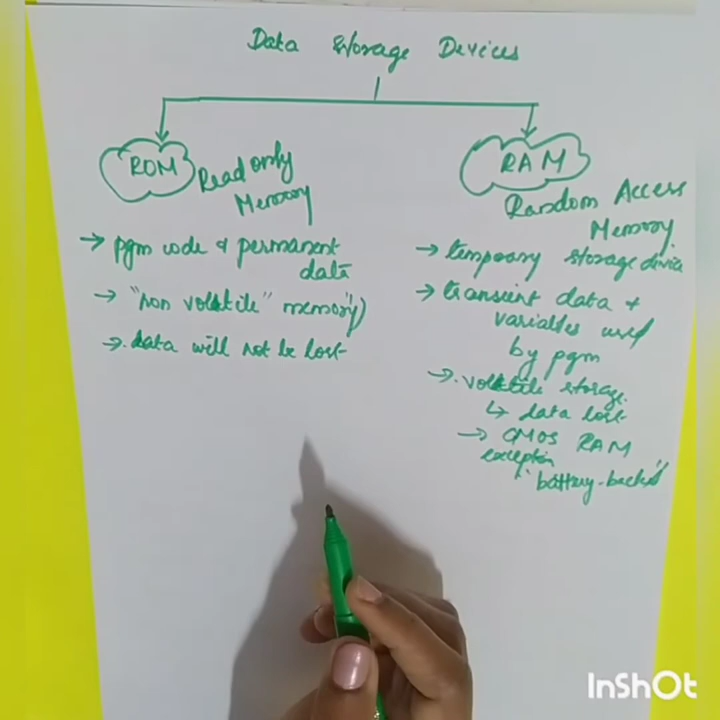 Data Storage Devices
ROM
Read only
Memory
→ pgm code & permanent
data
→ "non volatile" memory)
→ data will not be lost
RAM
Random Access
Memory.
→ temporary storage device
→ transient data &
variables used
by pgm
→ volatile storage.
↳ data lost
→ CMOS RAM
exception
"battery-backed"
InShOt